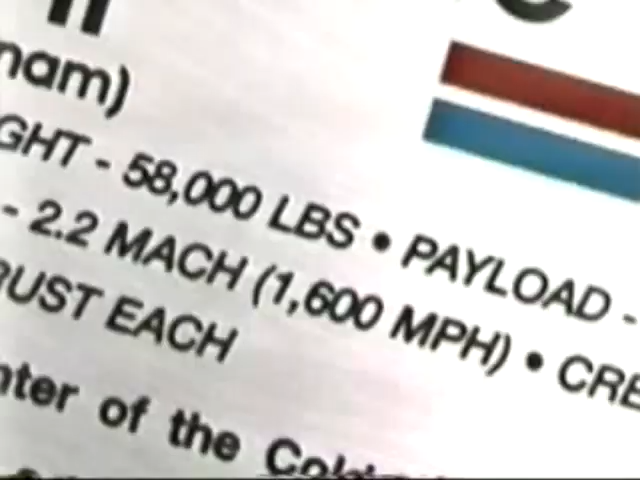 nam)
GHT - 58,000 LBS • PAYLOAD -
- 2.2 MACH (1,600 MPH) • CRE
RUST EACH
nter of the